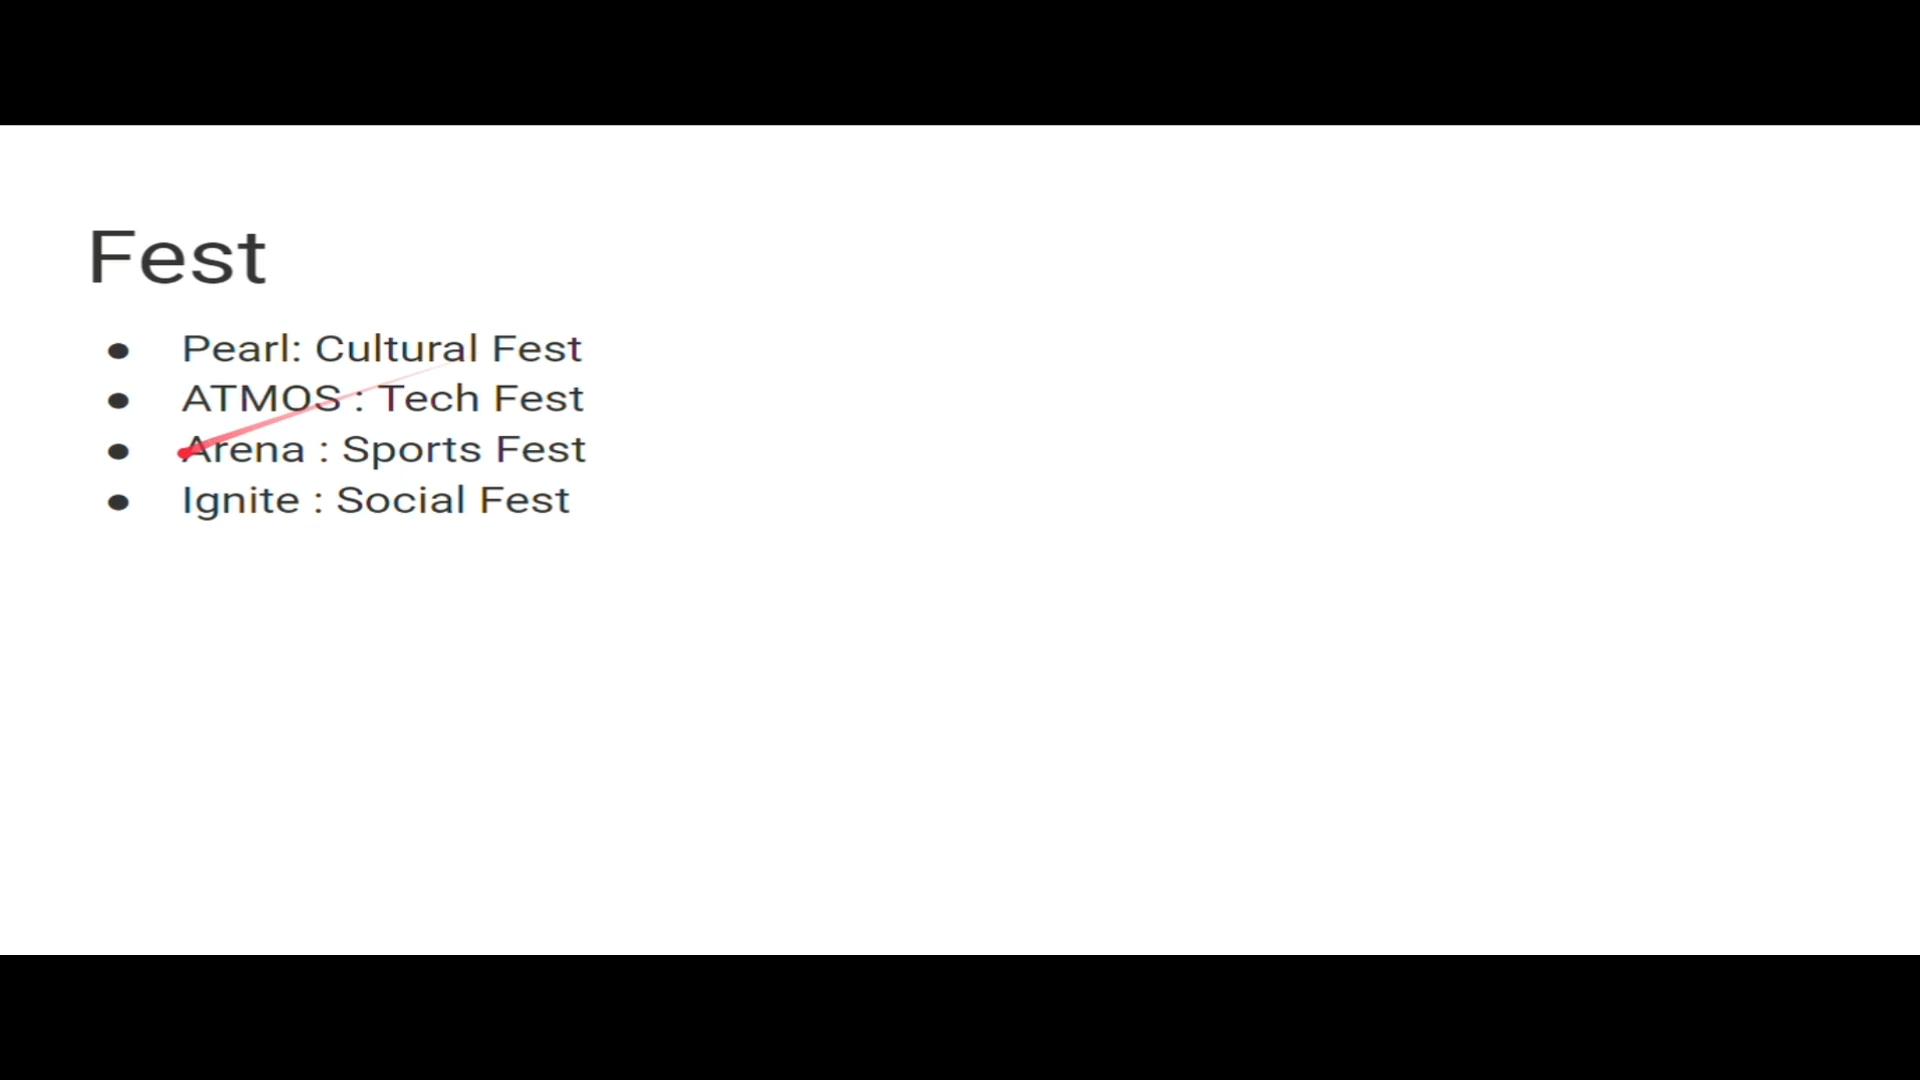 Fest
● Pearl: Cultural Fest
● ATMOS : Tech Fest
● Arena : Sports Fest
● Ignite : Social Fest